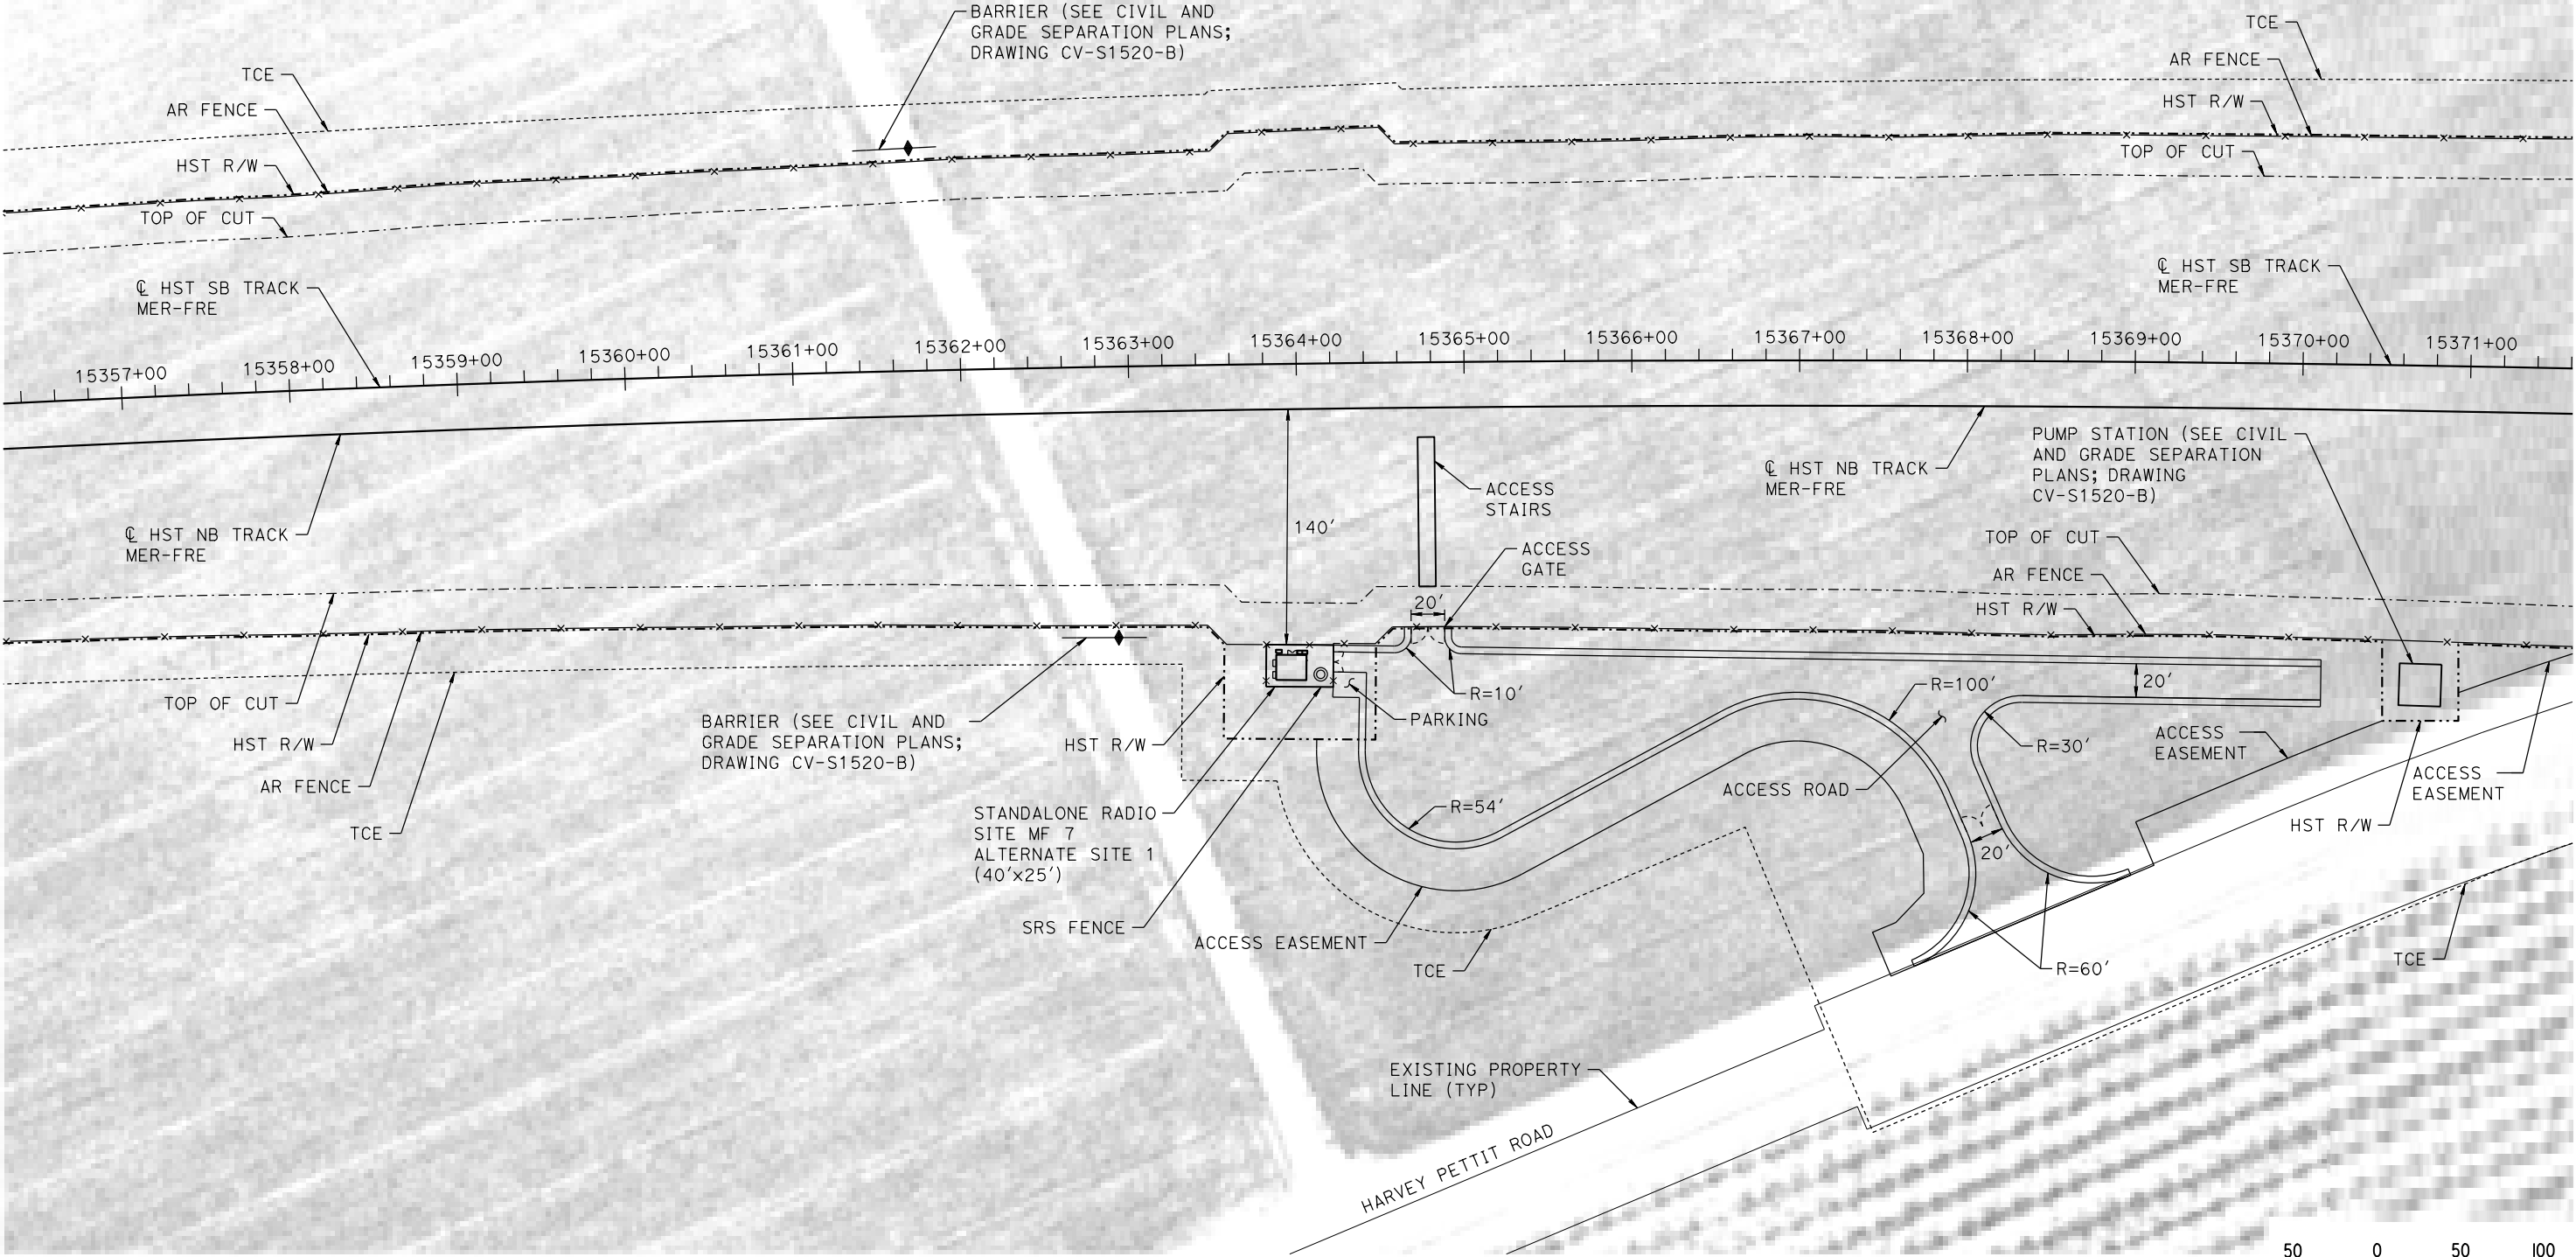 BARRIER (SEE CIVIL AND
GRADE SEPARATION PLANS;
DRAWING CV-S1520-B)
TCE
AR FENCE
HST R/W
TOP OF CUT
TCE
AR FENCE
HST R/W
TOP OF CUT
℄ HST SB TRACK
MER-FRE
℄ HST SB TRACK
MER-FRE
15357+00
15358+00
15359+00
15360+00
15361+00
15362+00
15363+00
15364+00
15365+00
15366+00
15367+00
15368+00
15369+00
15370+00
15371+00
℄ HST NB TRACK
MER-FRE
140′
ACCESS
STAIRS
ACCESS
GATE
20′
℄ HST NB TRACK
MER-FRE
PUMP STATION (SEE CIVIL
AND GRADE SEPARATION
PLANS; DRAWING
CV-S1520-B)
TOP OF CUT
AR FENCE
HST R/W
TOP OF CUT
HST R/W
AR FENCE
TCE
BARRIER (SEE CIVIL AND
GRADE SEPARATION PLANS;
DRAWING CV-S1520-B)
HST R/W
STANDALONE RADIO
SITE MF 7
ALTERNATE SITE 1
(40′x25′)
SRS FENCE
R=10′
PARKING
R=54′
ACCESS EASEMENT
TCE
R=100′
ACCESS ROAD
R=30′
20′
20′
R=60′
ACCESS
EASEMENT
ACCESS
EASEMENT
HST R/W
TCE
EXISTING PROPERTY
LINE (TYP)
HARVEY PETTIT ROAD
50 0 50 100